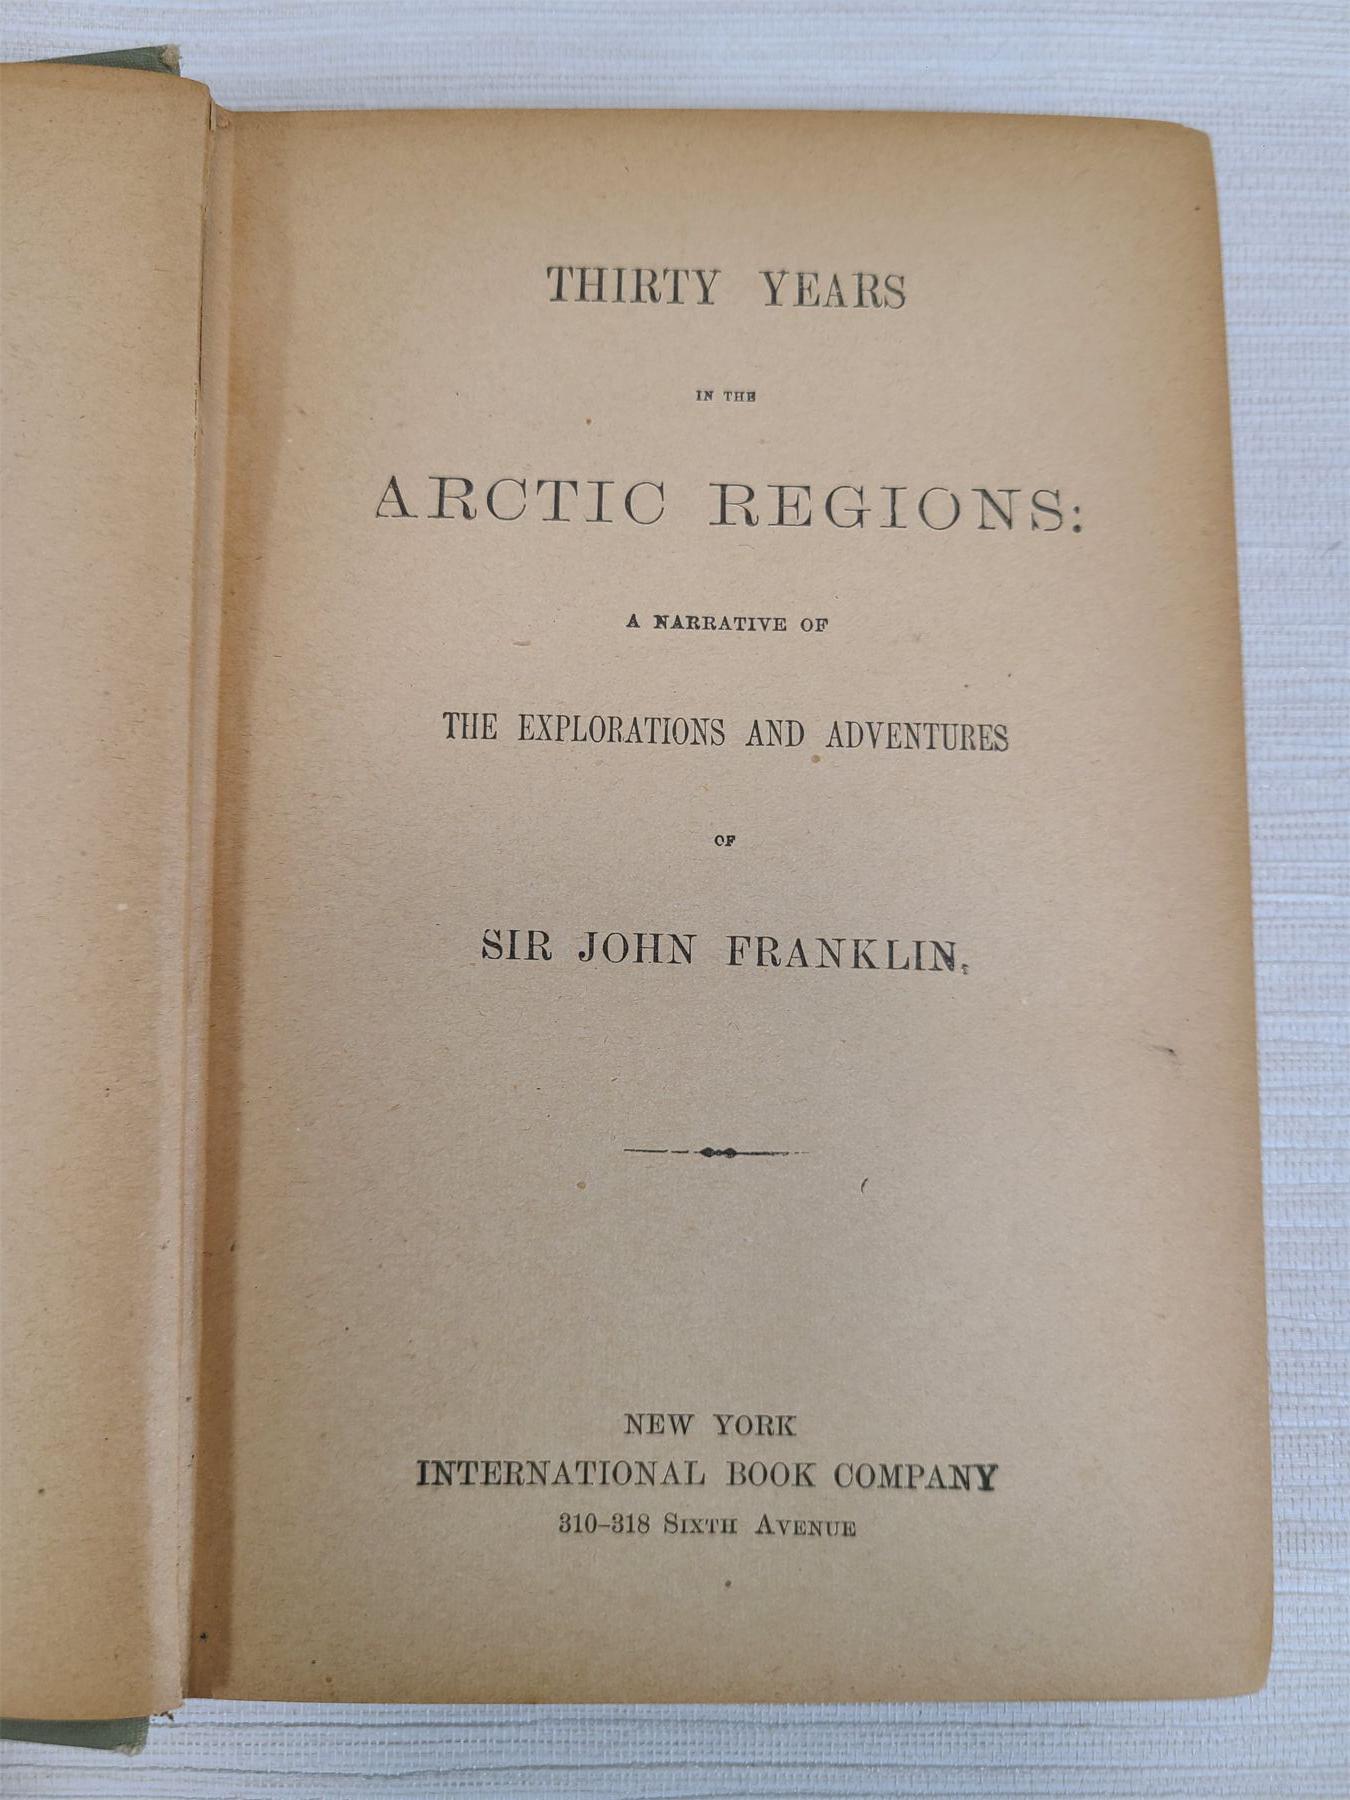 THIRTY YEARS
IN THE
ARCTIC REGIONS:
A NARRATIVE OF
THE EXPLORATIONS AND ADVENTURES
OF
SIR JOHN FRANKLIN.
NEW YORK
INTERNATIONAL BOOK COMPANY
310–318 SIXTH AVENUE